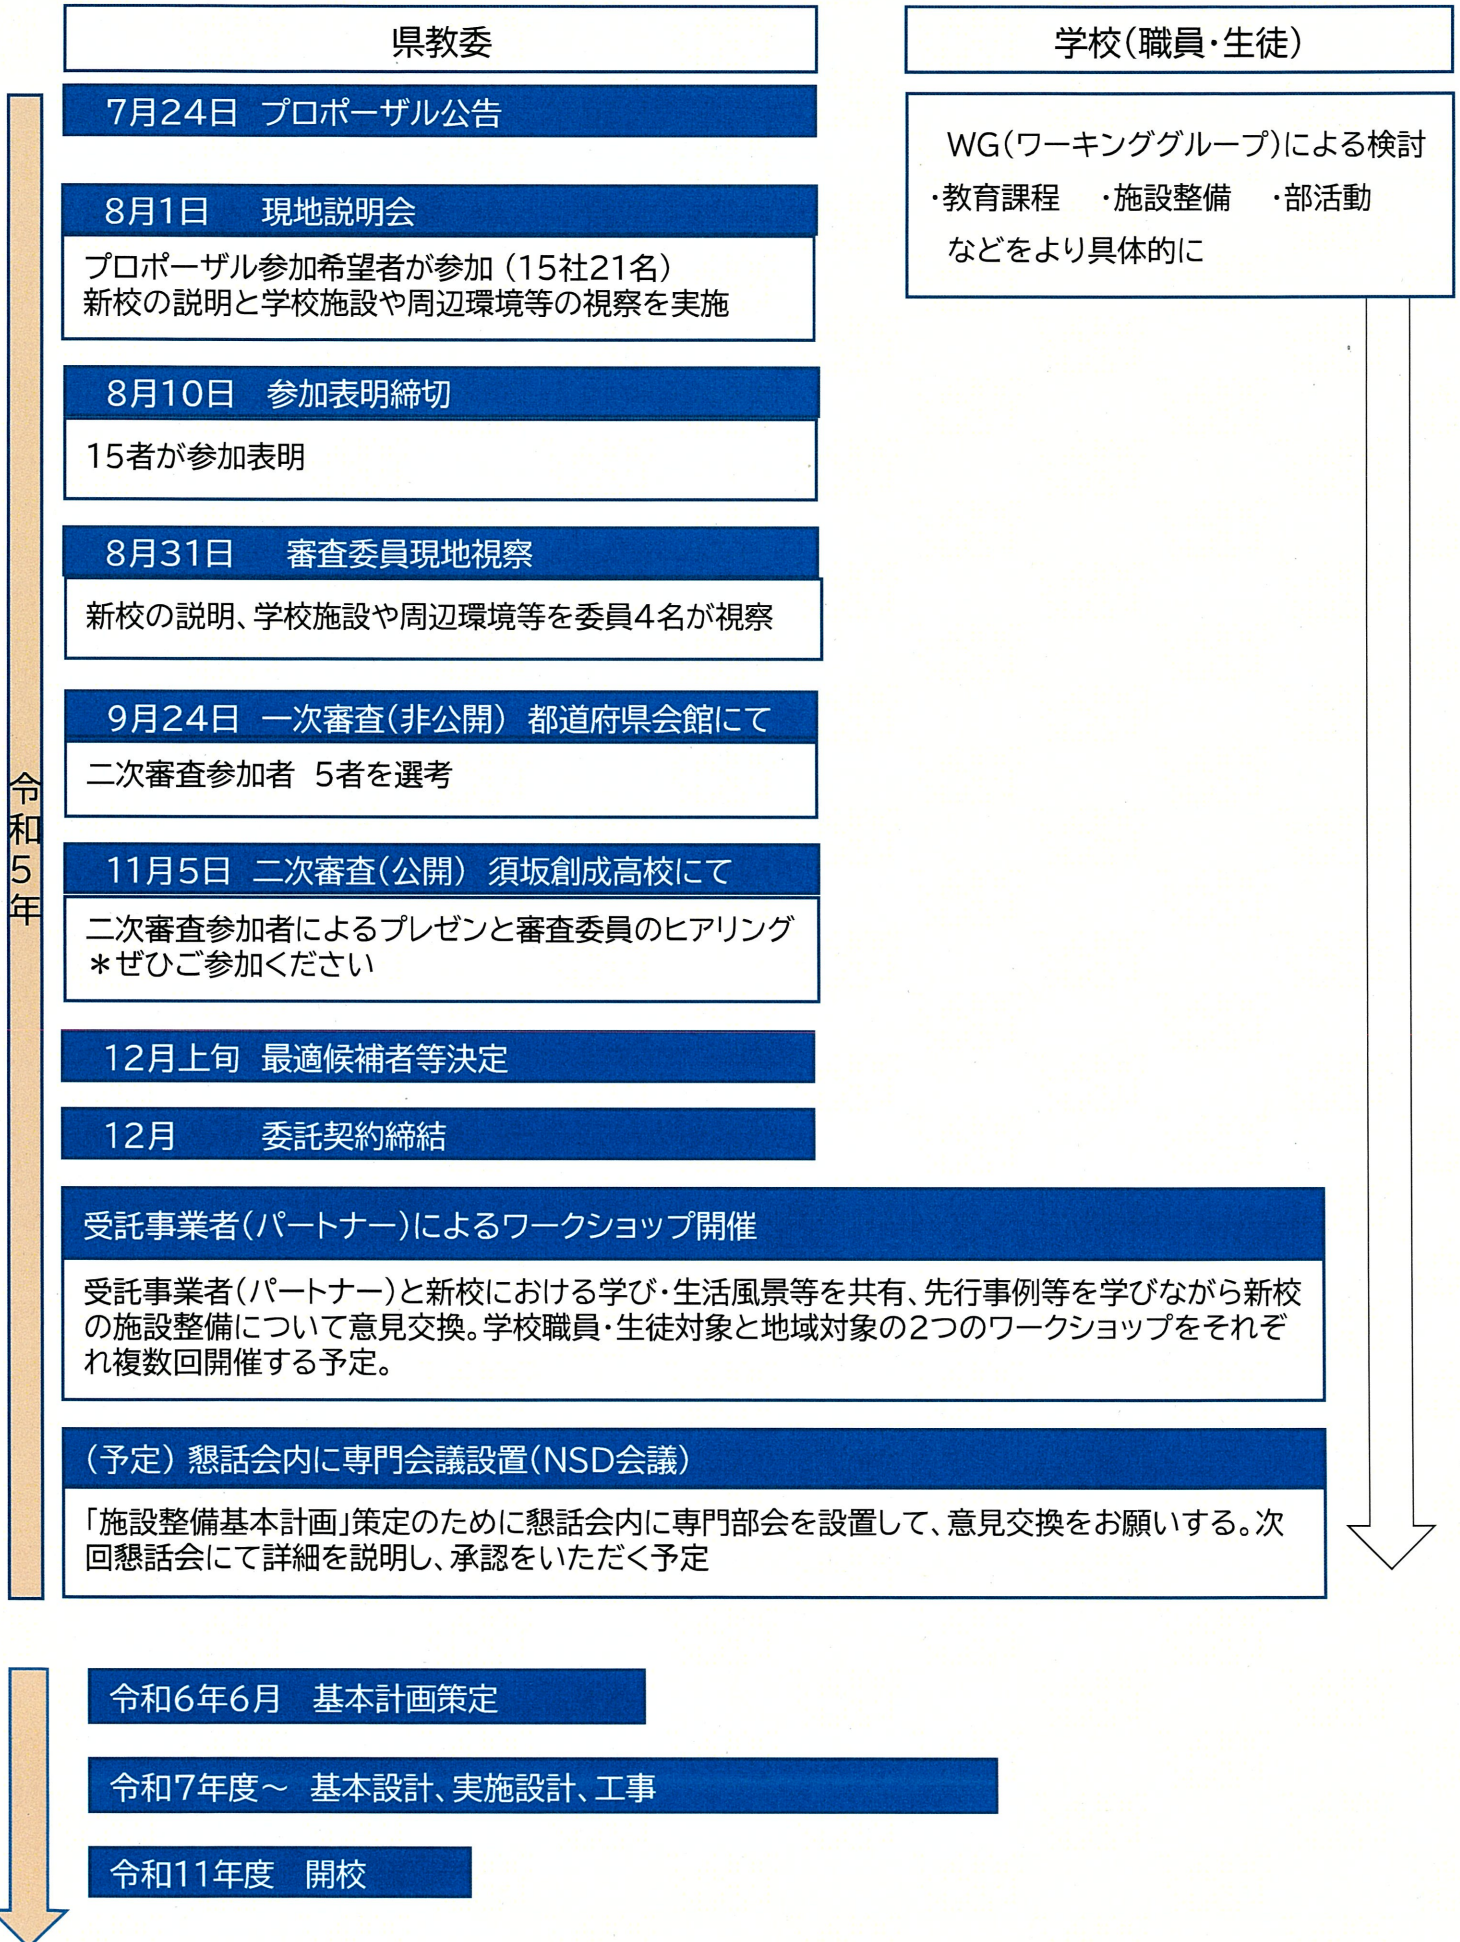 県教委
学校(職員・生徒)
7月24日 プロポーザル公告
WG(ワーキンググループ)による検討
・教育課程 ・施設整備 ・部活動
などをより具体的に
8月1日 現地説明会
プロポーザル参加希望者が参加 (15社21名)
新校の説明と学校施設や周辺環境等の視察を実施
8月10日 参加表明締切
15者が参加表明
8月31日 審査委員現地視察
新校の説明、学校施設や周辺環境等を委員4名が視察
9月24日 一次審査(非公開) 都道府県会館にて
二次審査参加者 5者を選考
令和5年
11月5日 二次審査(公開) 須坂創成高校にて
二次審査参加者によるプレゼンと審査委員のヒアリング
*ぜひご参加ください
12月上旬 最適候補者等決定
12月 委託契約締結
受託事業者(パートナー)によるワークショップ開催
受託事業者(パートナー)と新校における学び・生活風景等を共有、先行事例等を学びながら新校
の施設整備について意見交換。学校職員・生徒対象と地域対象の2つのワークショップをそれぞ
れ複数回開催する予定。
(予定) 懇話会内に専門会議設置(NSD会議)
「施設整備基本計画」策定のために懇話会内に専門部会を設置して、意見交換をお願いする。次
回懇話会にて詳細を説明し、承認をいただく予定
令和6年6月 基本計画策定
令和7年度~ 基本設計、実施設計、工事
令和11年度 開校